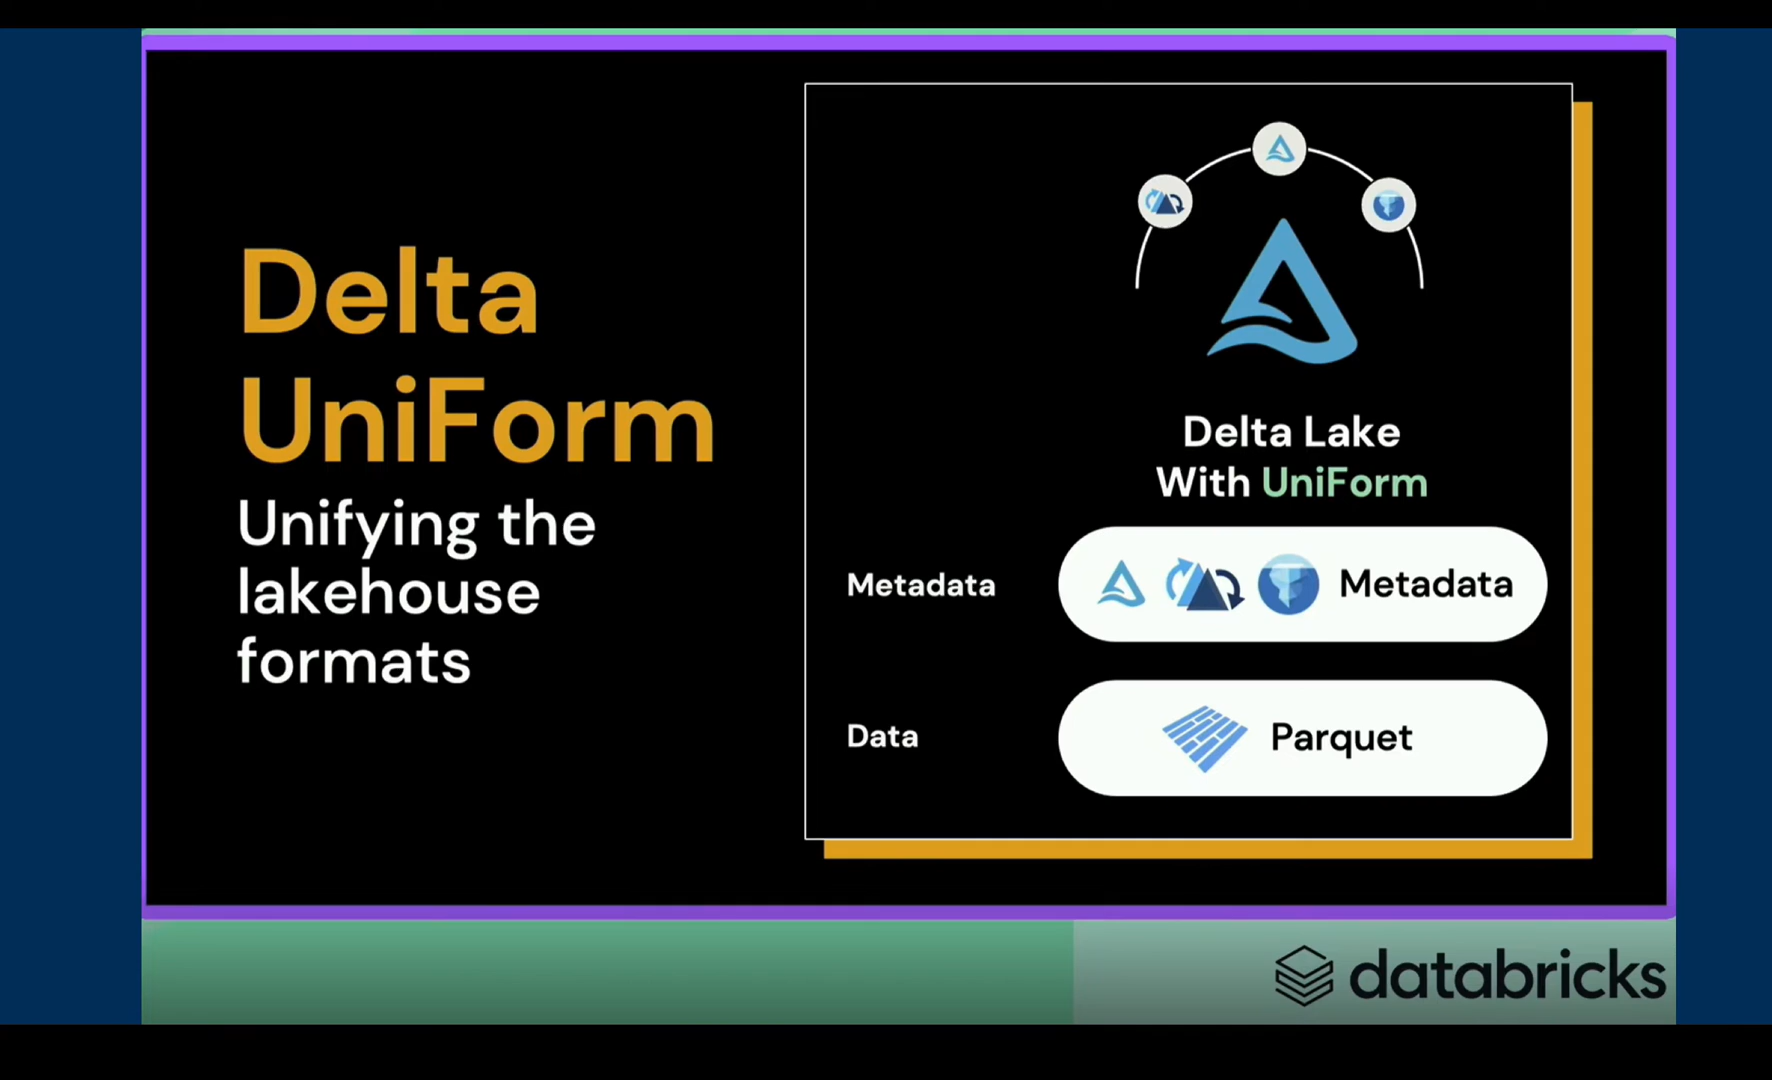 Delta
UniForm
Unifying the
lakehouse
formats
Delta Lake
With UniForm
Metadata
Metadata
Data
Parquet
databricks